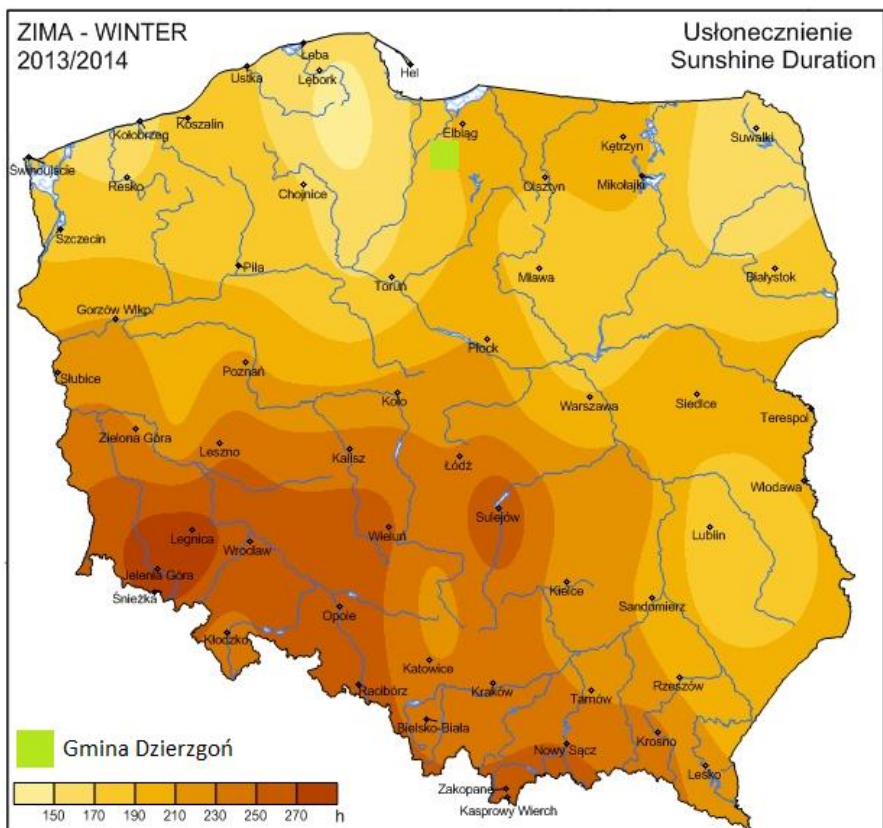 ZIMA - WINTER
2013/2014
Usłonecznienie
Sunshine Duration
Łeba
Hel
Ustka
Lębork
Koszalin
Kołobrzeg
Elbląg
Suwałki
Kętrzyn
Świnoujście
Resko
Chojnice
Olsztyn
Mikołajki
Szczecin
Piła
Toruń
Mława
Białystok
Gorzów Wlkp.
Płock
Słubice
Poznań
Koło
Warszawa
Siedlce
Terespol
Zielona Góra
Leszno
Kalisz
Łódź
Włodawa
Sulejów
Legnica
Wrocław
Wieluń
Lublin
Jelenia Góra
Śnieżka
Kielce
Sandomierz
Opole
Kłodzko
Katowice
Racibórz
Kraków
Tarnów
Rzeszów
Bielsko-Biała
Nowy Sącz
Krosno
Lesko
Gmina Dzierzgoń
Zakopane
Kasprowy Wierch
150 170 190 210 230 250 270 h